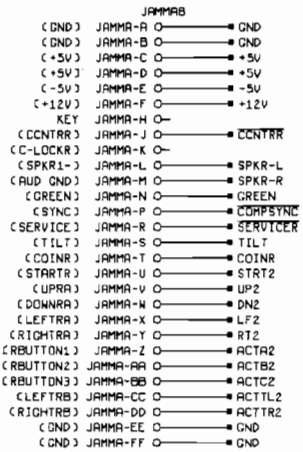 JAMMAB
(GND) JAMMA-A GND
(GND) JAMMA-B GND
(+5V) JAMMA-C +5V
(+5V) JAMMA-D +5V
(-5V) JAMMA-E -5V
(+12V) JAMMA-F +12V
KEY JAMMA-H
(CCNTRR) JAMMA-J CCNTRR
(C-LOCKR) JAMMA-K
(SPKR1-) JAMMA-L SPKR-L
(AUD GND) JAMMA-M SPKR-R
(GREEN) JAMMA-N GREEN
(SYNC) JAMMA-P COMPSYNC
(SERVICE) JAMMA-R SERVICER
(TILT) JAMMA-S TILT
(COINR) JAMMA-T COINR
(STARTR) JAMMA-U STRT2
(UPRA) JAMMA-V UP2
(DOWNRA) JAMMA-W DN2
(LEFTRA) JAMMA-X LF2
(RIGHTRA) JAMMA-Y RT2
(RBUTTON1) JAMMA-Z ACTA2
(RBUTTON2) JAMMA-AA ACTB2
(RBUTTON3) JAMMA-BB ACTC2
(LEFTRB) JAMMA-CC ACTTL2
(RIGHTRB) JAMMA-DD ACTTR2
(GND) JAMMA-EE GND
(GND) JAMMA-FF GND